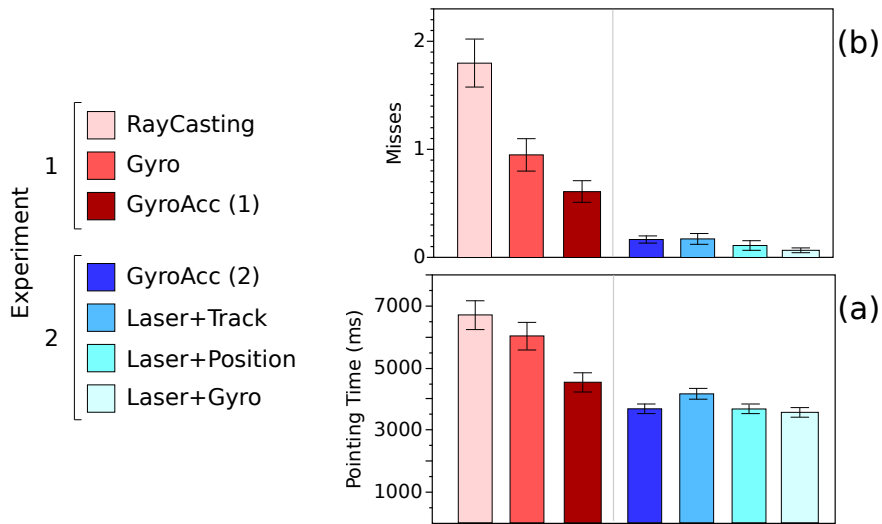 Experiment
1
RayCasting
Gyro
GyroAcc (1)
2
GyroAcc (2)
Laser+Track
Laser+Position
Laser+Gyro
(b)
Misses
2
1
0
(a)
Pointing Time (ms)
7000
5000
3000
1000